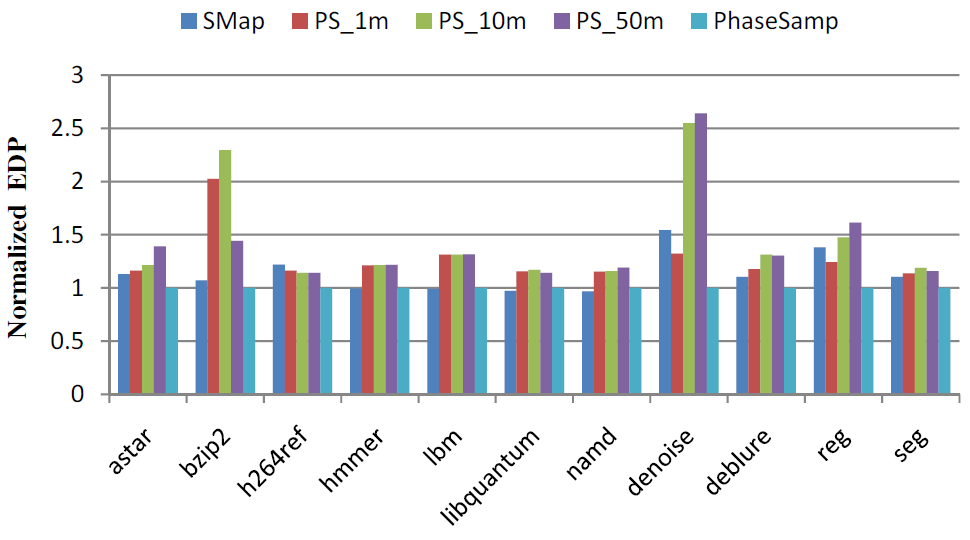 SMap PS_1m PS_10m PS_50m PhaseSamp
3
2.5
2
1.5
1
0.5
0
Normalized EDP
astar
bzip2
h264ref
hmmer
lbm
libquantum
namd
denoise
deblure
reg
seg